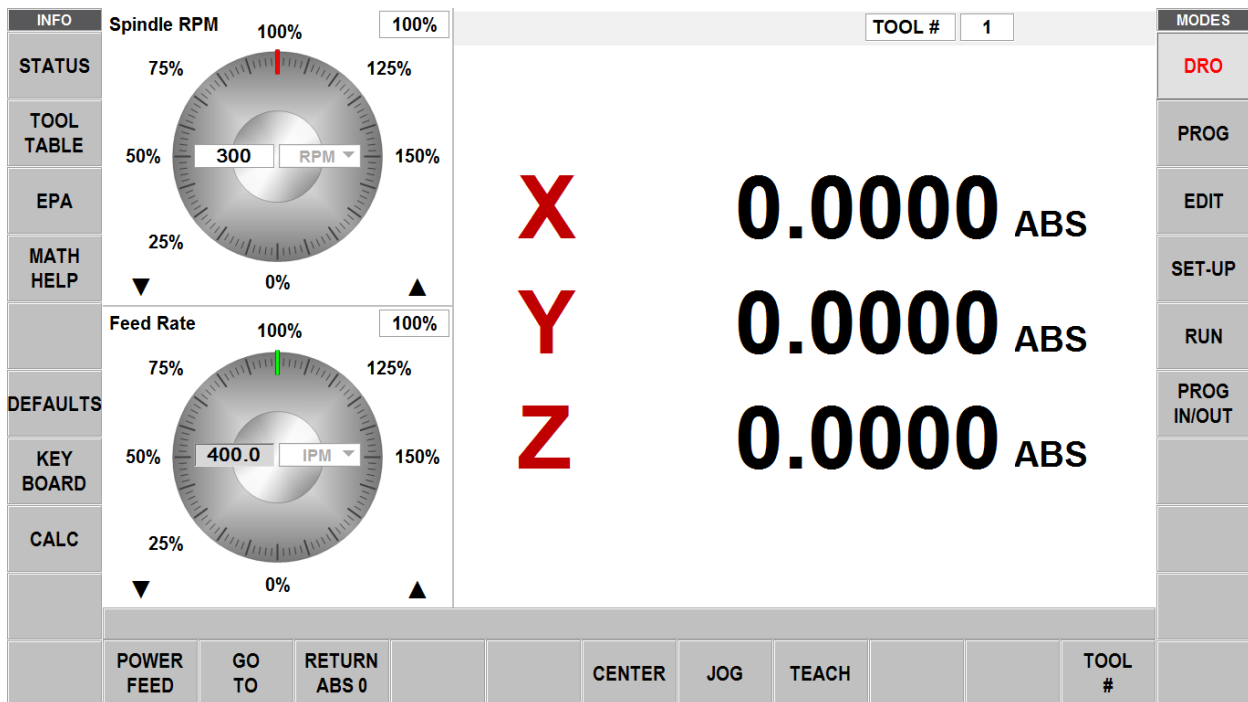 INFO
STATUS
TOOL
TABLE
EPA
MATH
HELP
DEFAULTS
KEY
BOARD
CALC
Spindle RPM
100%
100%
75%
125%
50%
300
RPM
150%
25%
0%
Feed Rate
100%
100%
75%
125%
50%
400.0
IPM
150%
25%
0%
TOOL # 1
X 0.0000 ABS
Y 0.0000 ABS
Z 0.0000 ABS
MODES
DRO
PROG
EDIT
SET-UP
RUN
PROG
IN/OUT
POWER
FEED
GO
TO
RETURN
ABS 0
CENTER
JOG
TEACH
TOOL
#